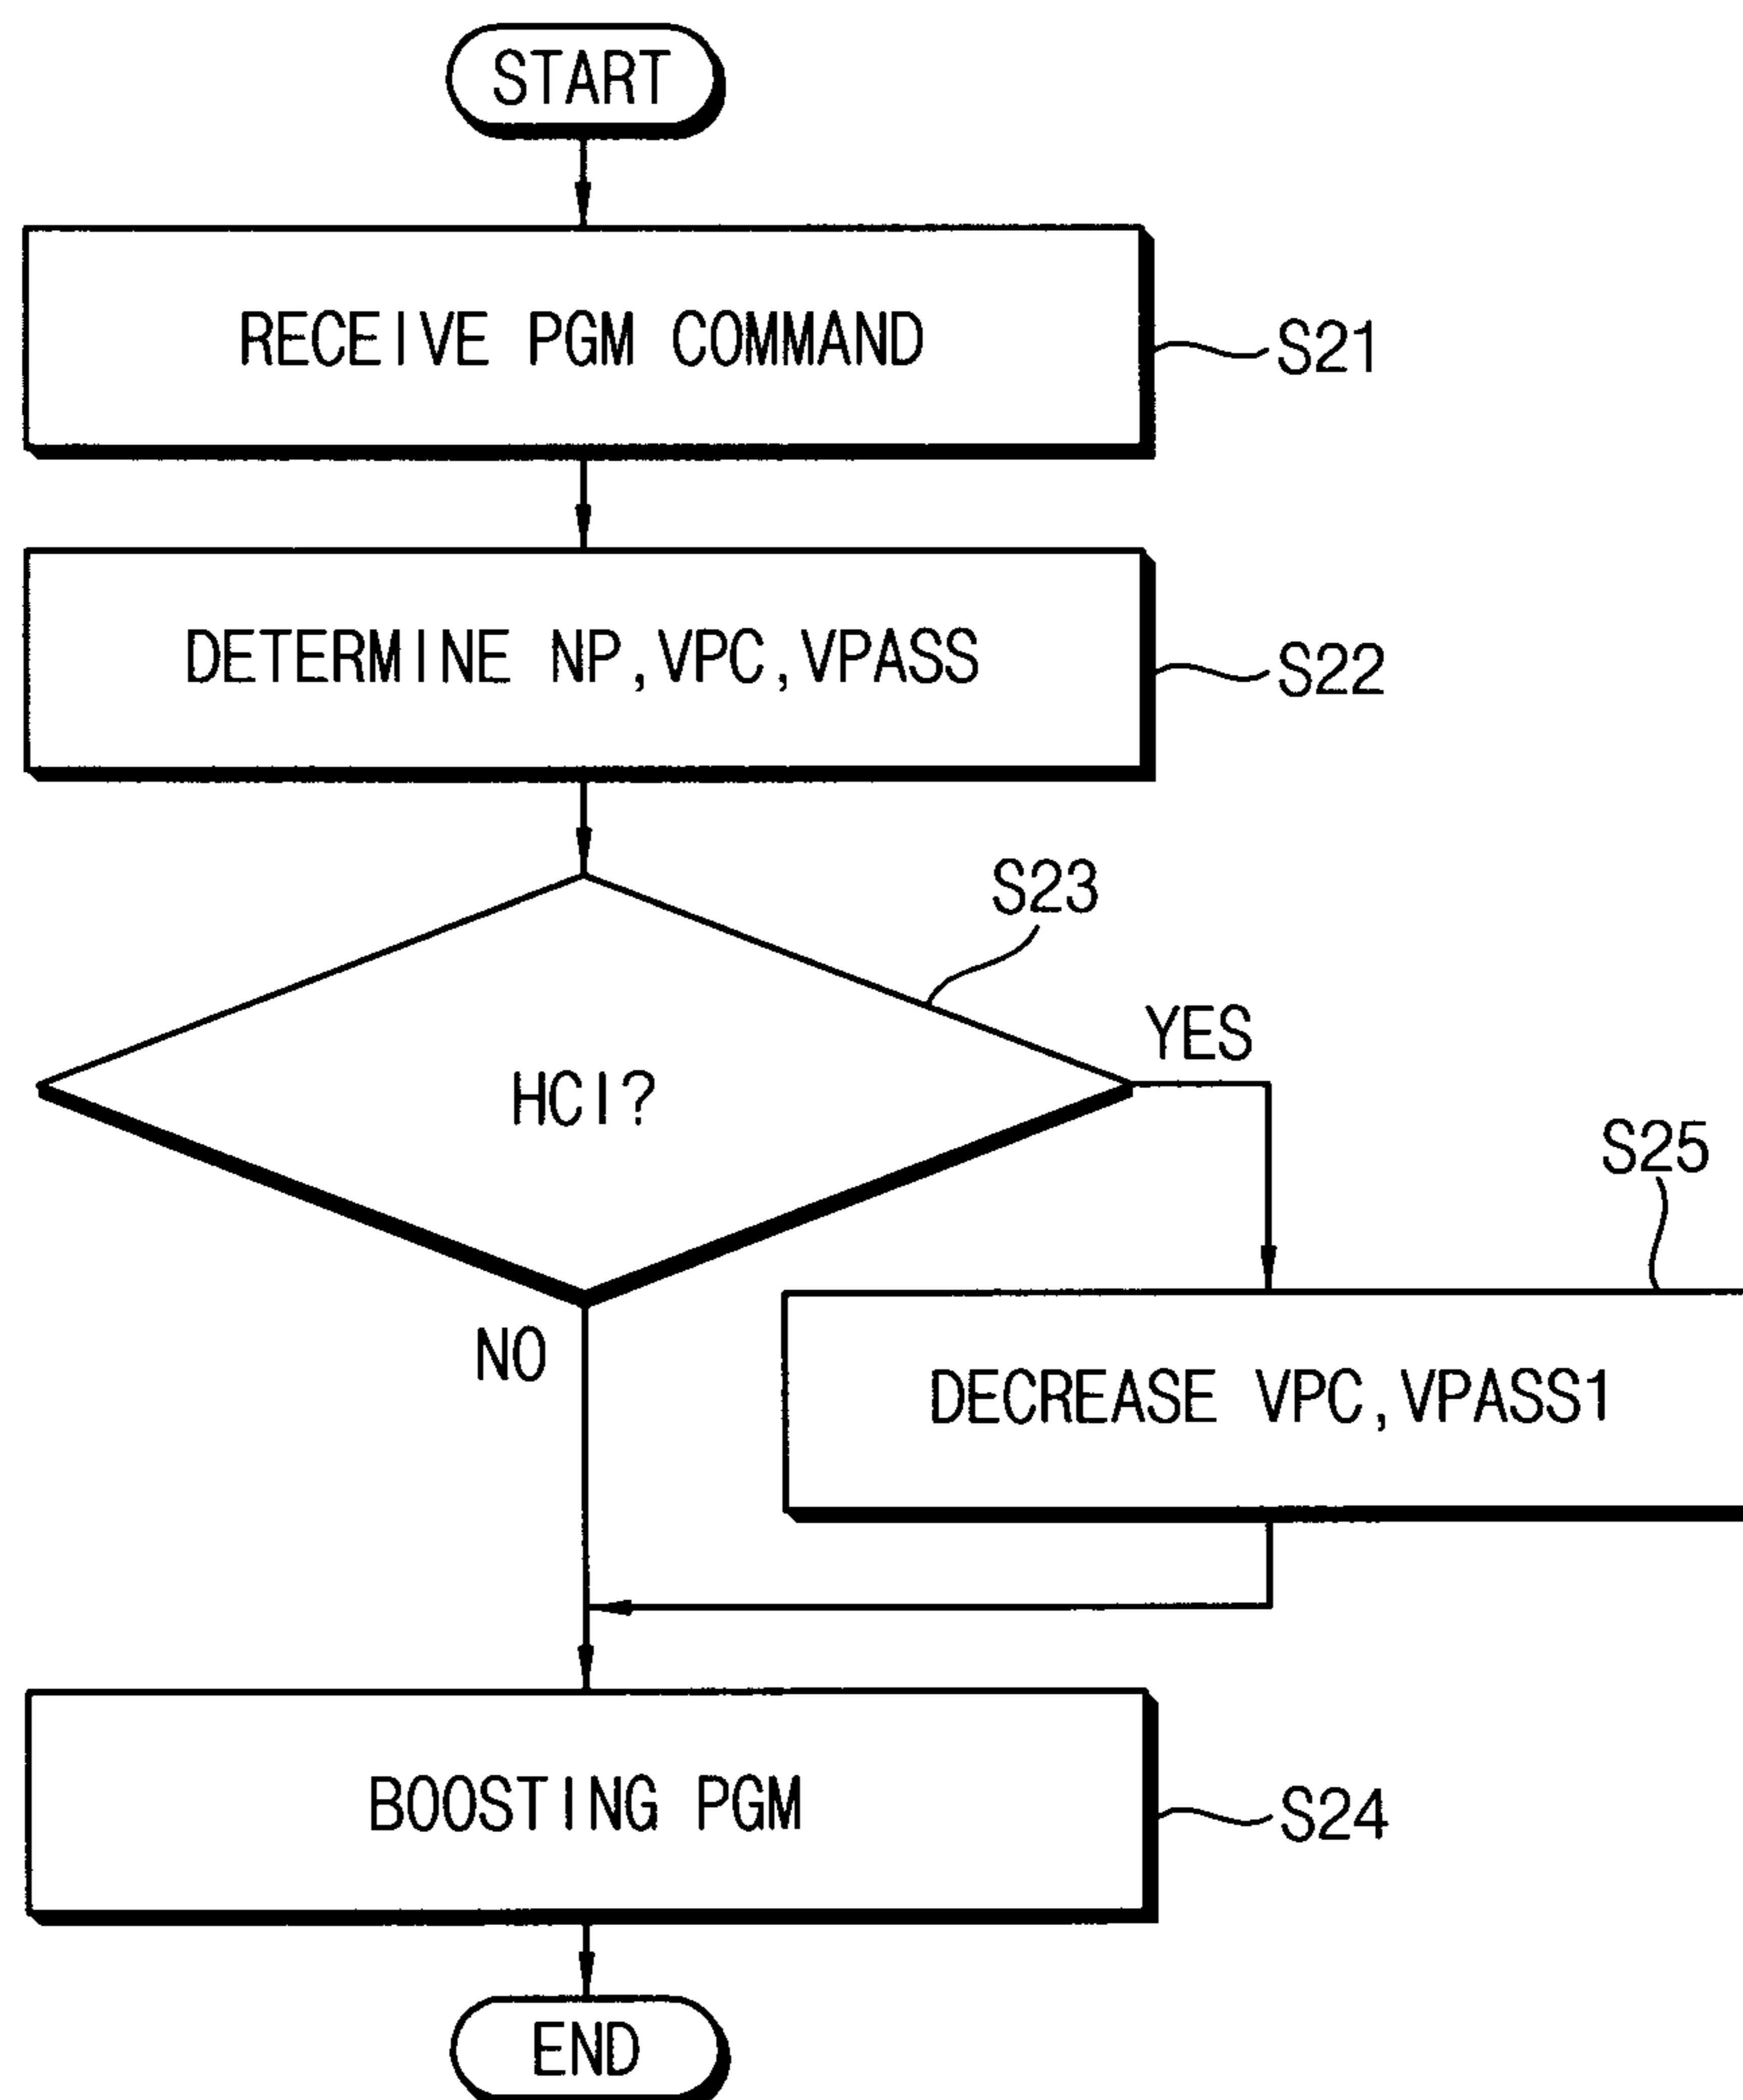 START
RECEIVE PGM COMMAND
S21
DETERMINE NP,VPC,VPASS
S22
S23
HCI?
YES
NO
S25
DECREASE VPC,VPASS1
BOOSTING PGM
S24
END